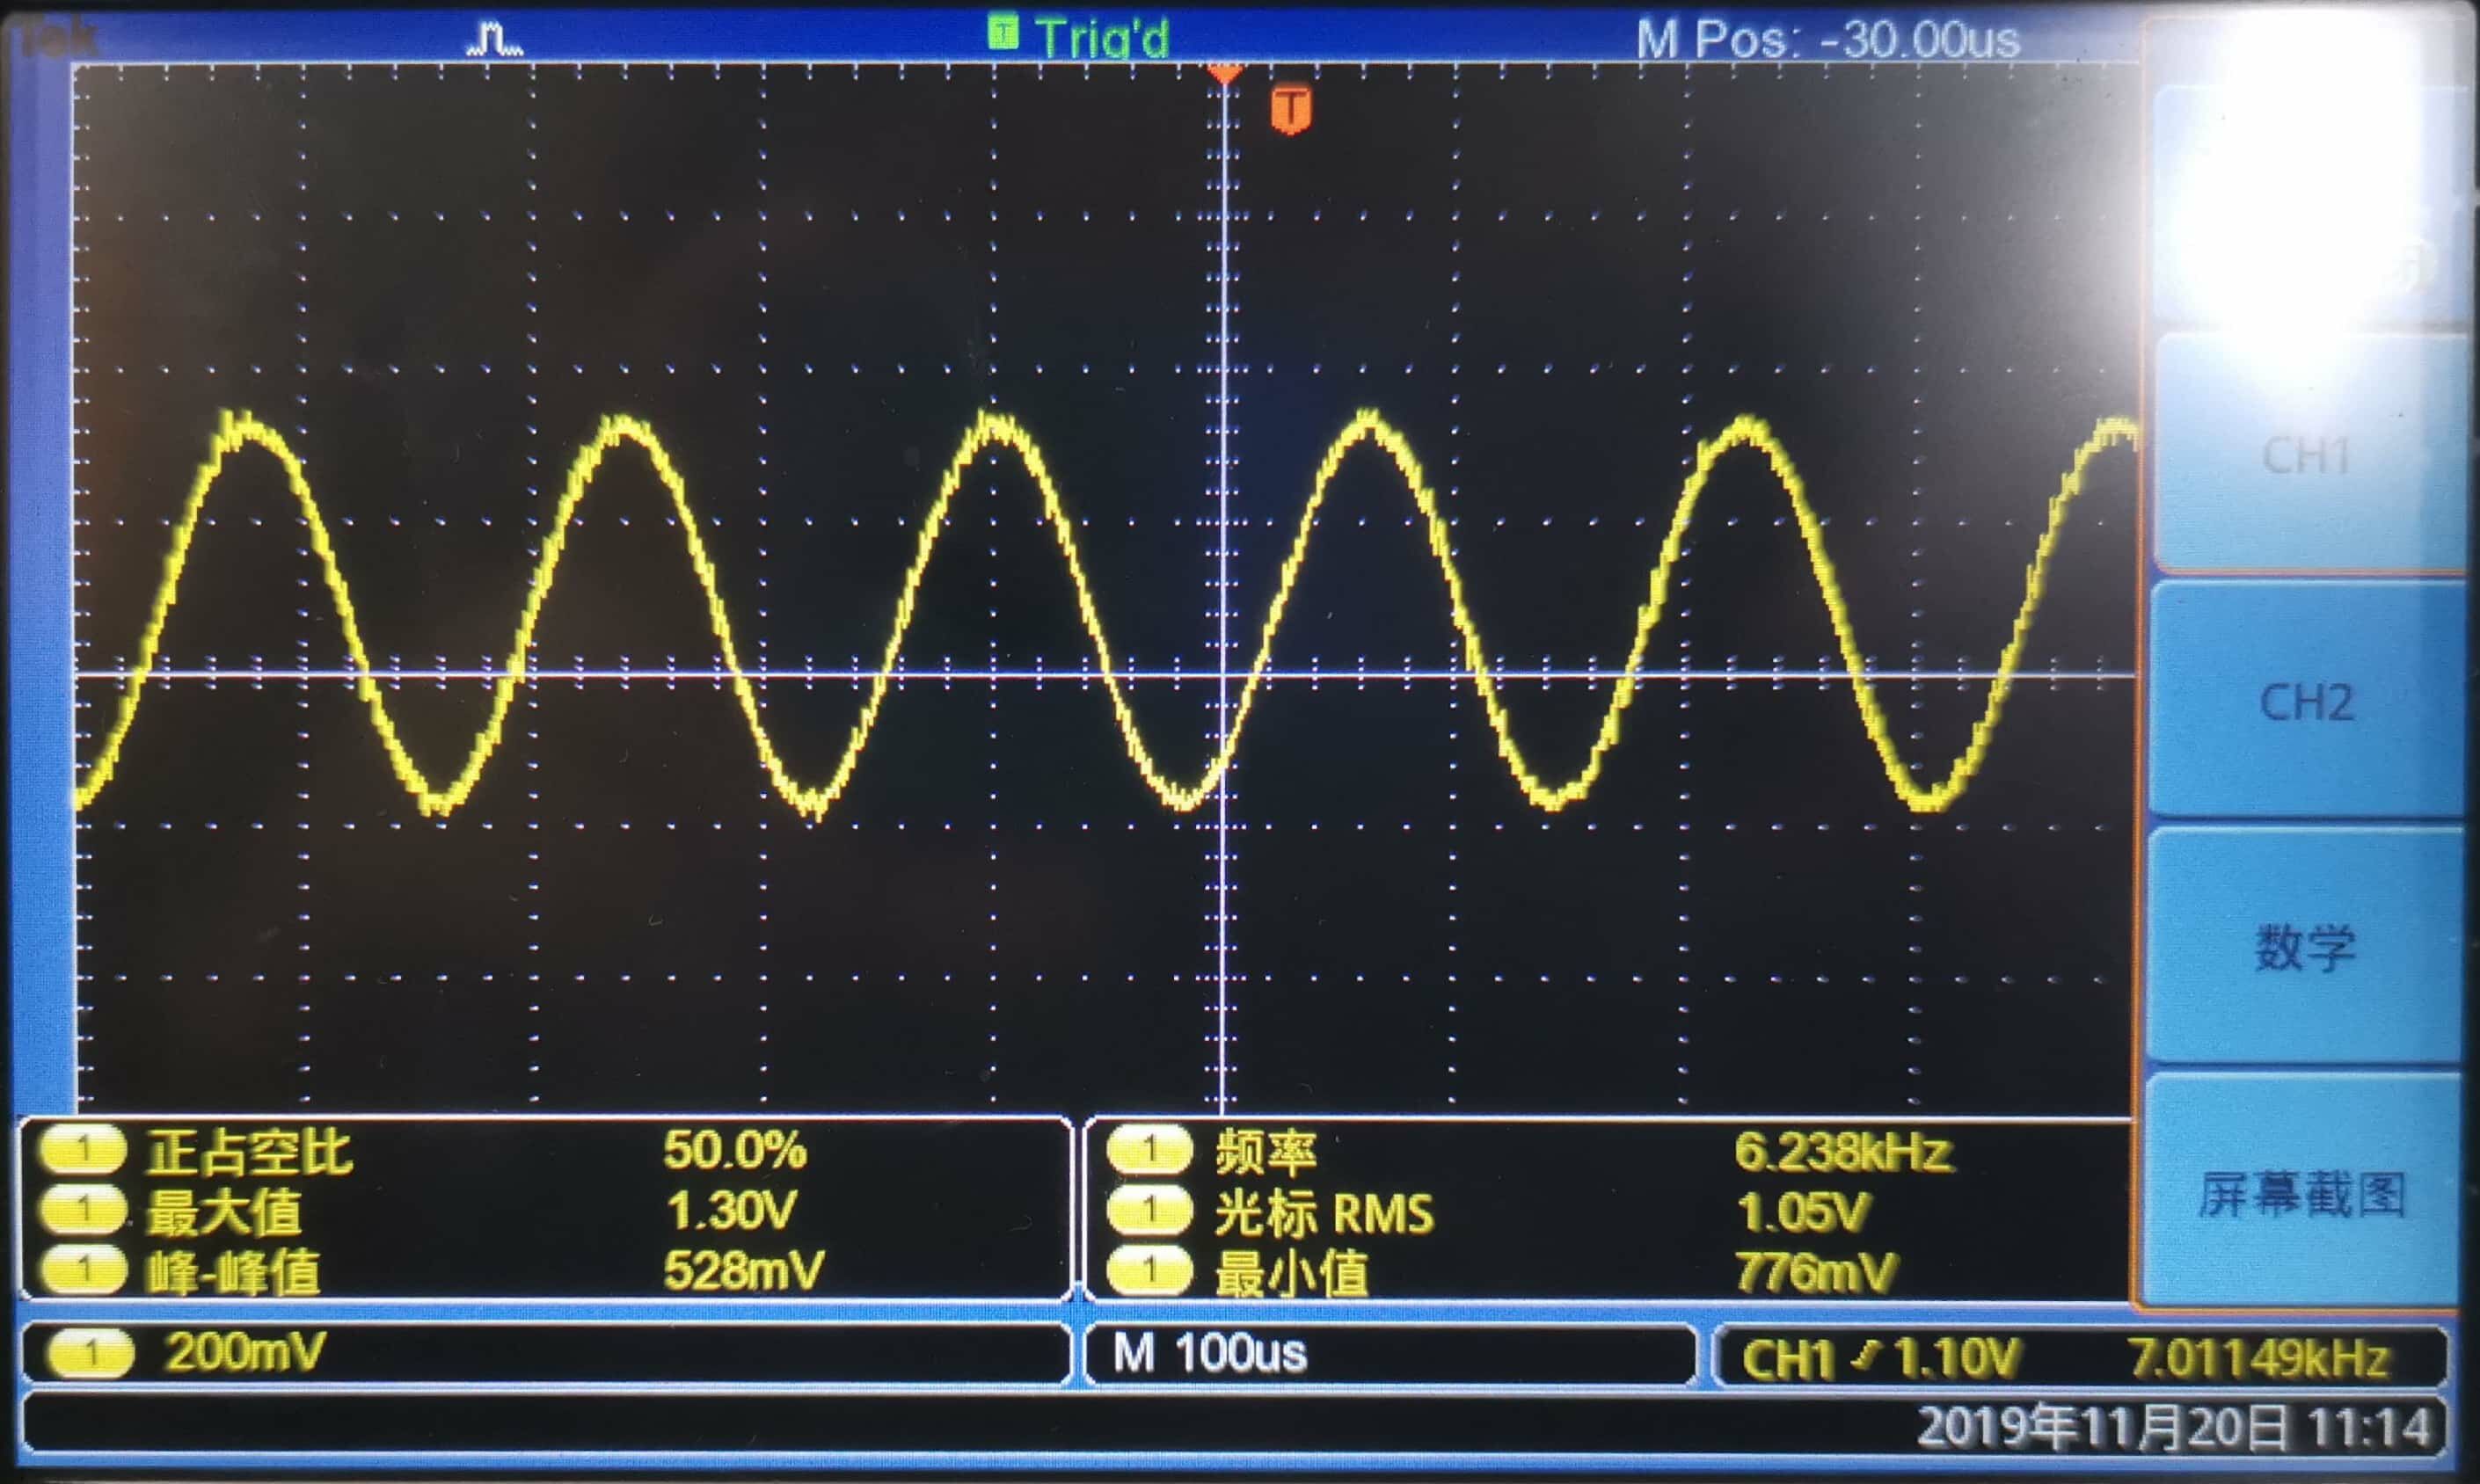 Tek
T Trig'd
M Pos: -30.00us
T
CH1
CH2
数学
屏幕截图
1 正占空比 50.0%
1 最大值 1.30V
1 峰-峰值 528mV
1 频率 6.238kHz
1 光标 RMS 1.05V
1 最小值 776mV
1 200mV
M 100us
CH1 1.10V 7.01149kHz
2019年11月20日 11:14